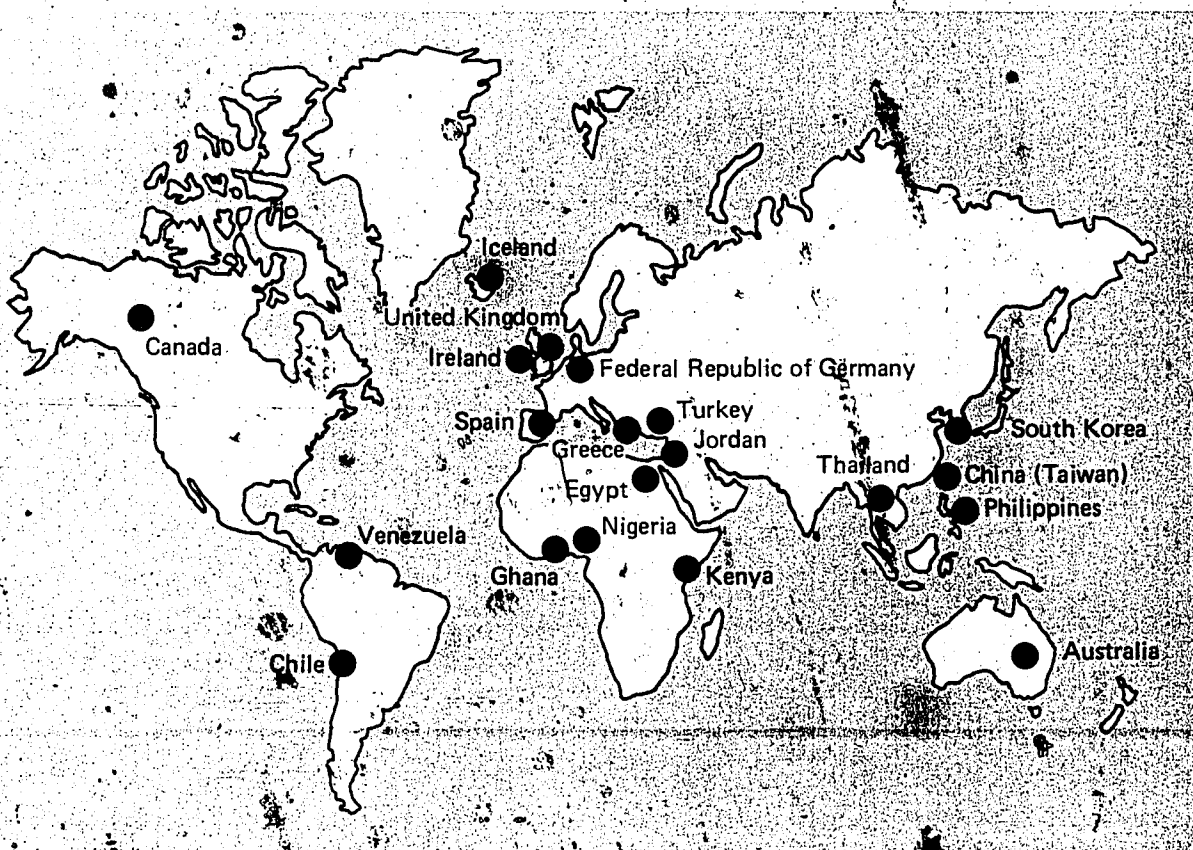 Iceland
United Kingdom
Canada
Ireland
Federal Republic of Germany
Spain
Turkey
Greece
Jordan
South Korea
Thailand
China (Taiwan)
Egypt
Philippines
Nigeria
Venezuela
Ghana
Kenya
Chile
Australia